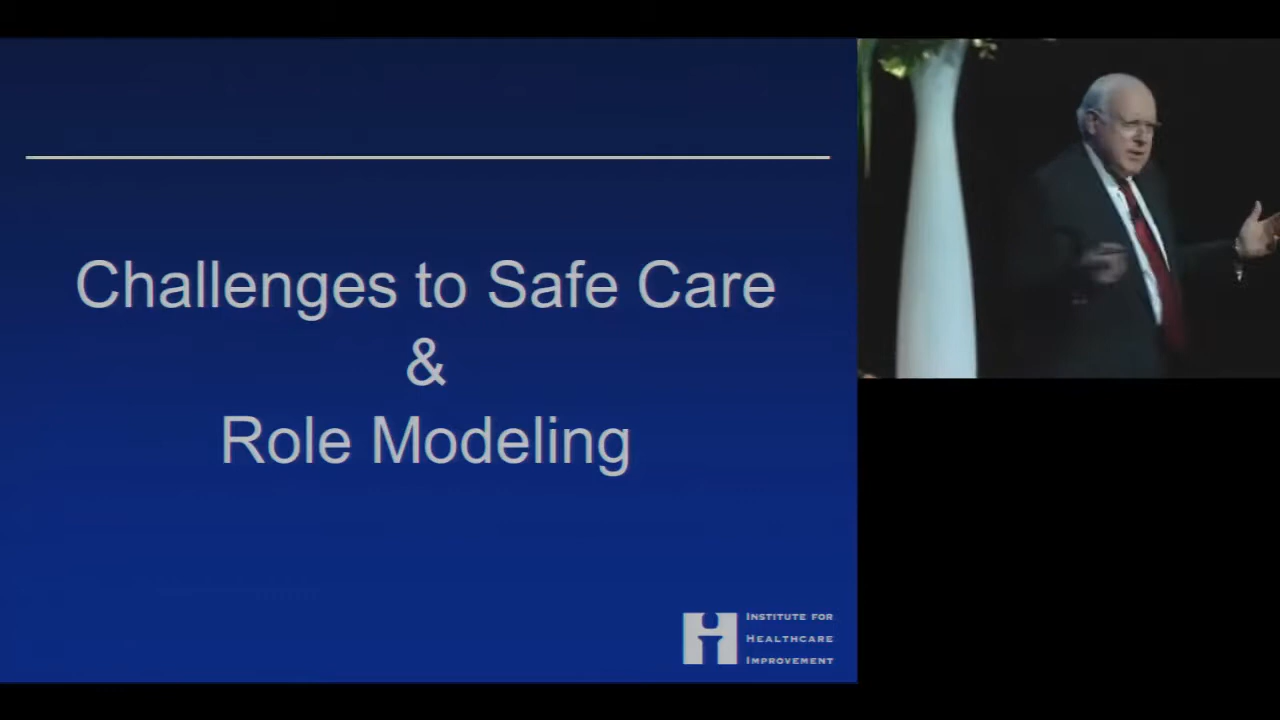 Challenges to Safe Care
&
Role Modeling
INSTITUTE FOR
HEALTHCARE
IMPROVEMENT